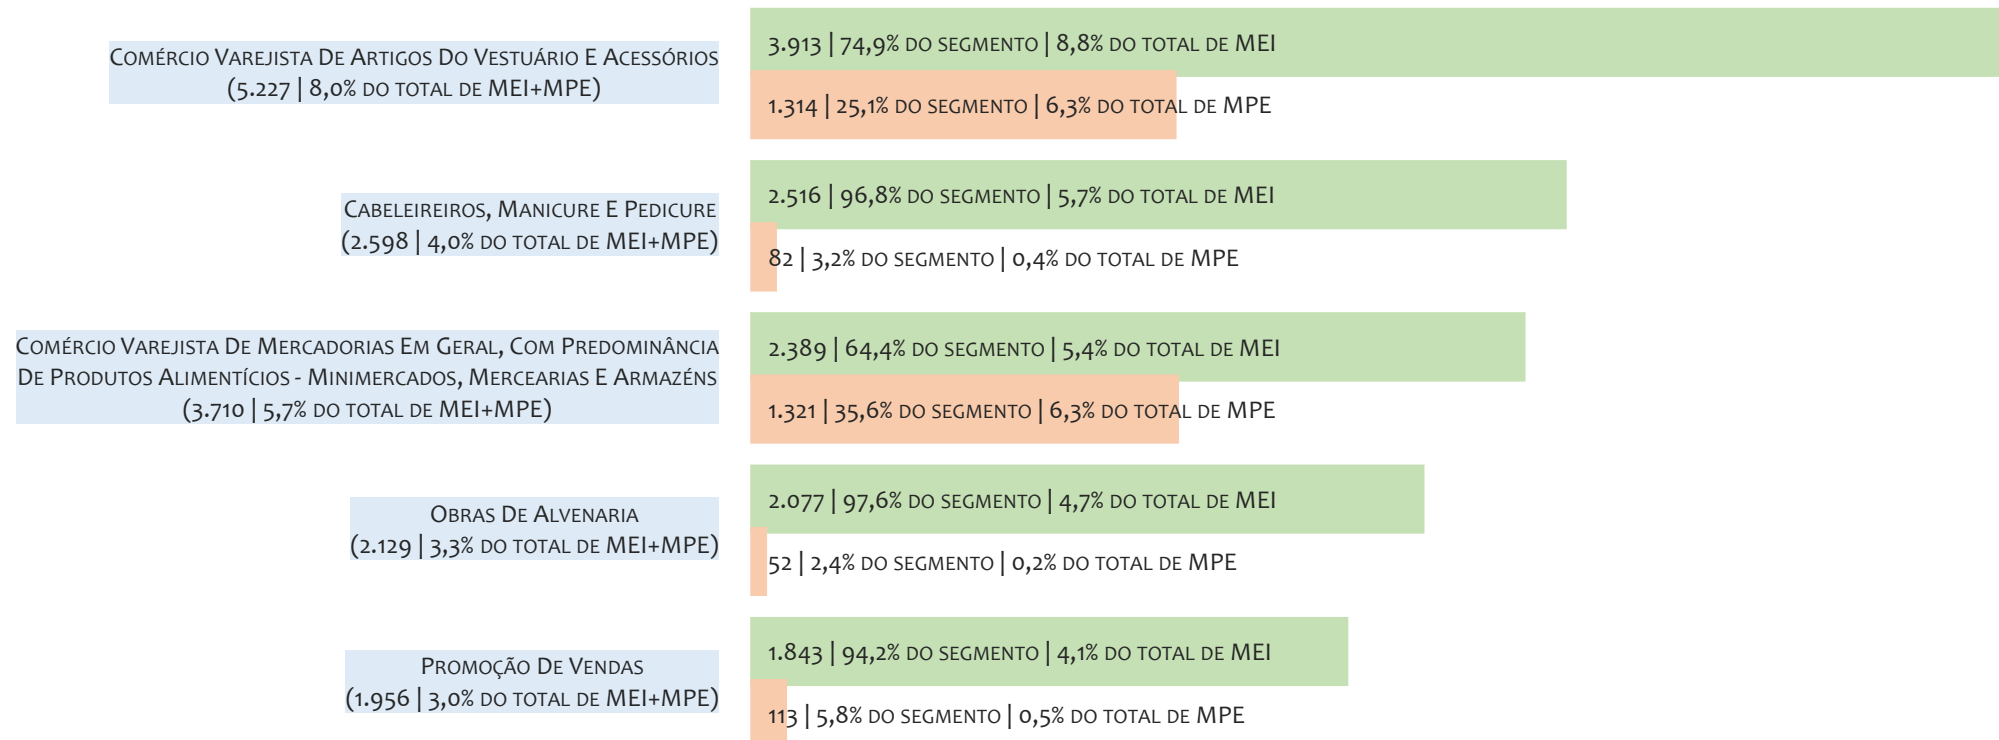 Comércio Varejista De Artigos Do Vestuário E Acessórios
(5.227 | 8,0% do total de MEI+MPE)
3.913 | 74,9% do segmento | 8,8% do total de MEI
1.314 | 25,1% do segmento | 6,3% do total de MPE
Cabeleireiros, Manicure E Pedicure
(2.598 | 4,0% do total de MEI+MPE)
2.516 | 96,8% do segmento | 5,7% do total de MEI
82 | 3,2% do segmento | 0,4% do total de MPE
Comércio Varejista De Mercadorias Em Geral, Com Predominância
De Produtos Alimentícios - Minimercados, Mercearias E Armazéns
(3.710 | 5,7% do total de MEI+MPE)
2.389 | 64,4% do segmento | 5,4% do total de MEI
1.321 | 35,6% do segmento | 6,3% do total de MPE
Obras De Alvenaria
(2.129 | 3,3% do total de MEI+MPE)
2.077 | 97,6% do segmento | 4,7% do total de MEI
52 | 2,4% do segmento | 0,2% do total de MPE
Promoção De Vendas
(1.956 | 3,0% do total de MEI+MPE)
1.843 | 94,2% do segmento | 4,1% do total de MEI
113 | 5,8% do segmento | 0,5% do total de MPE